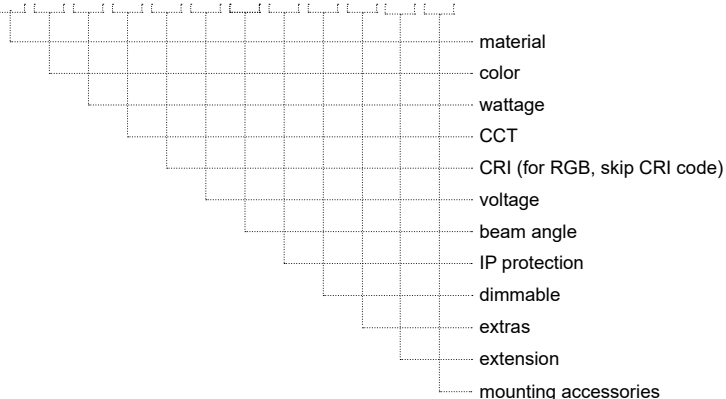 material
color
wattage
CCT
CRI (for RGB, skip CRI code)
voltage
beam angle
IP protection
dimmable
extras
extension
mounting accessories